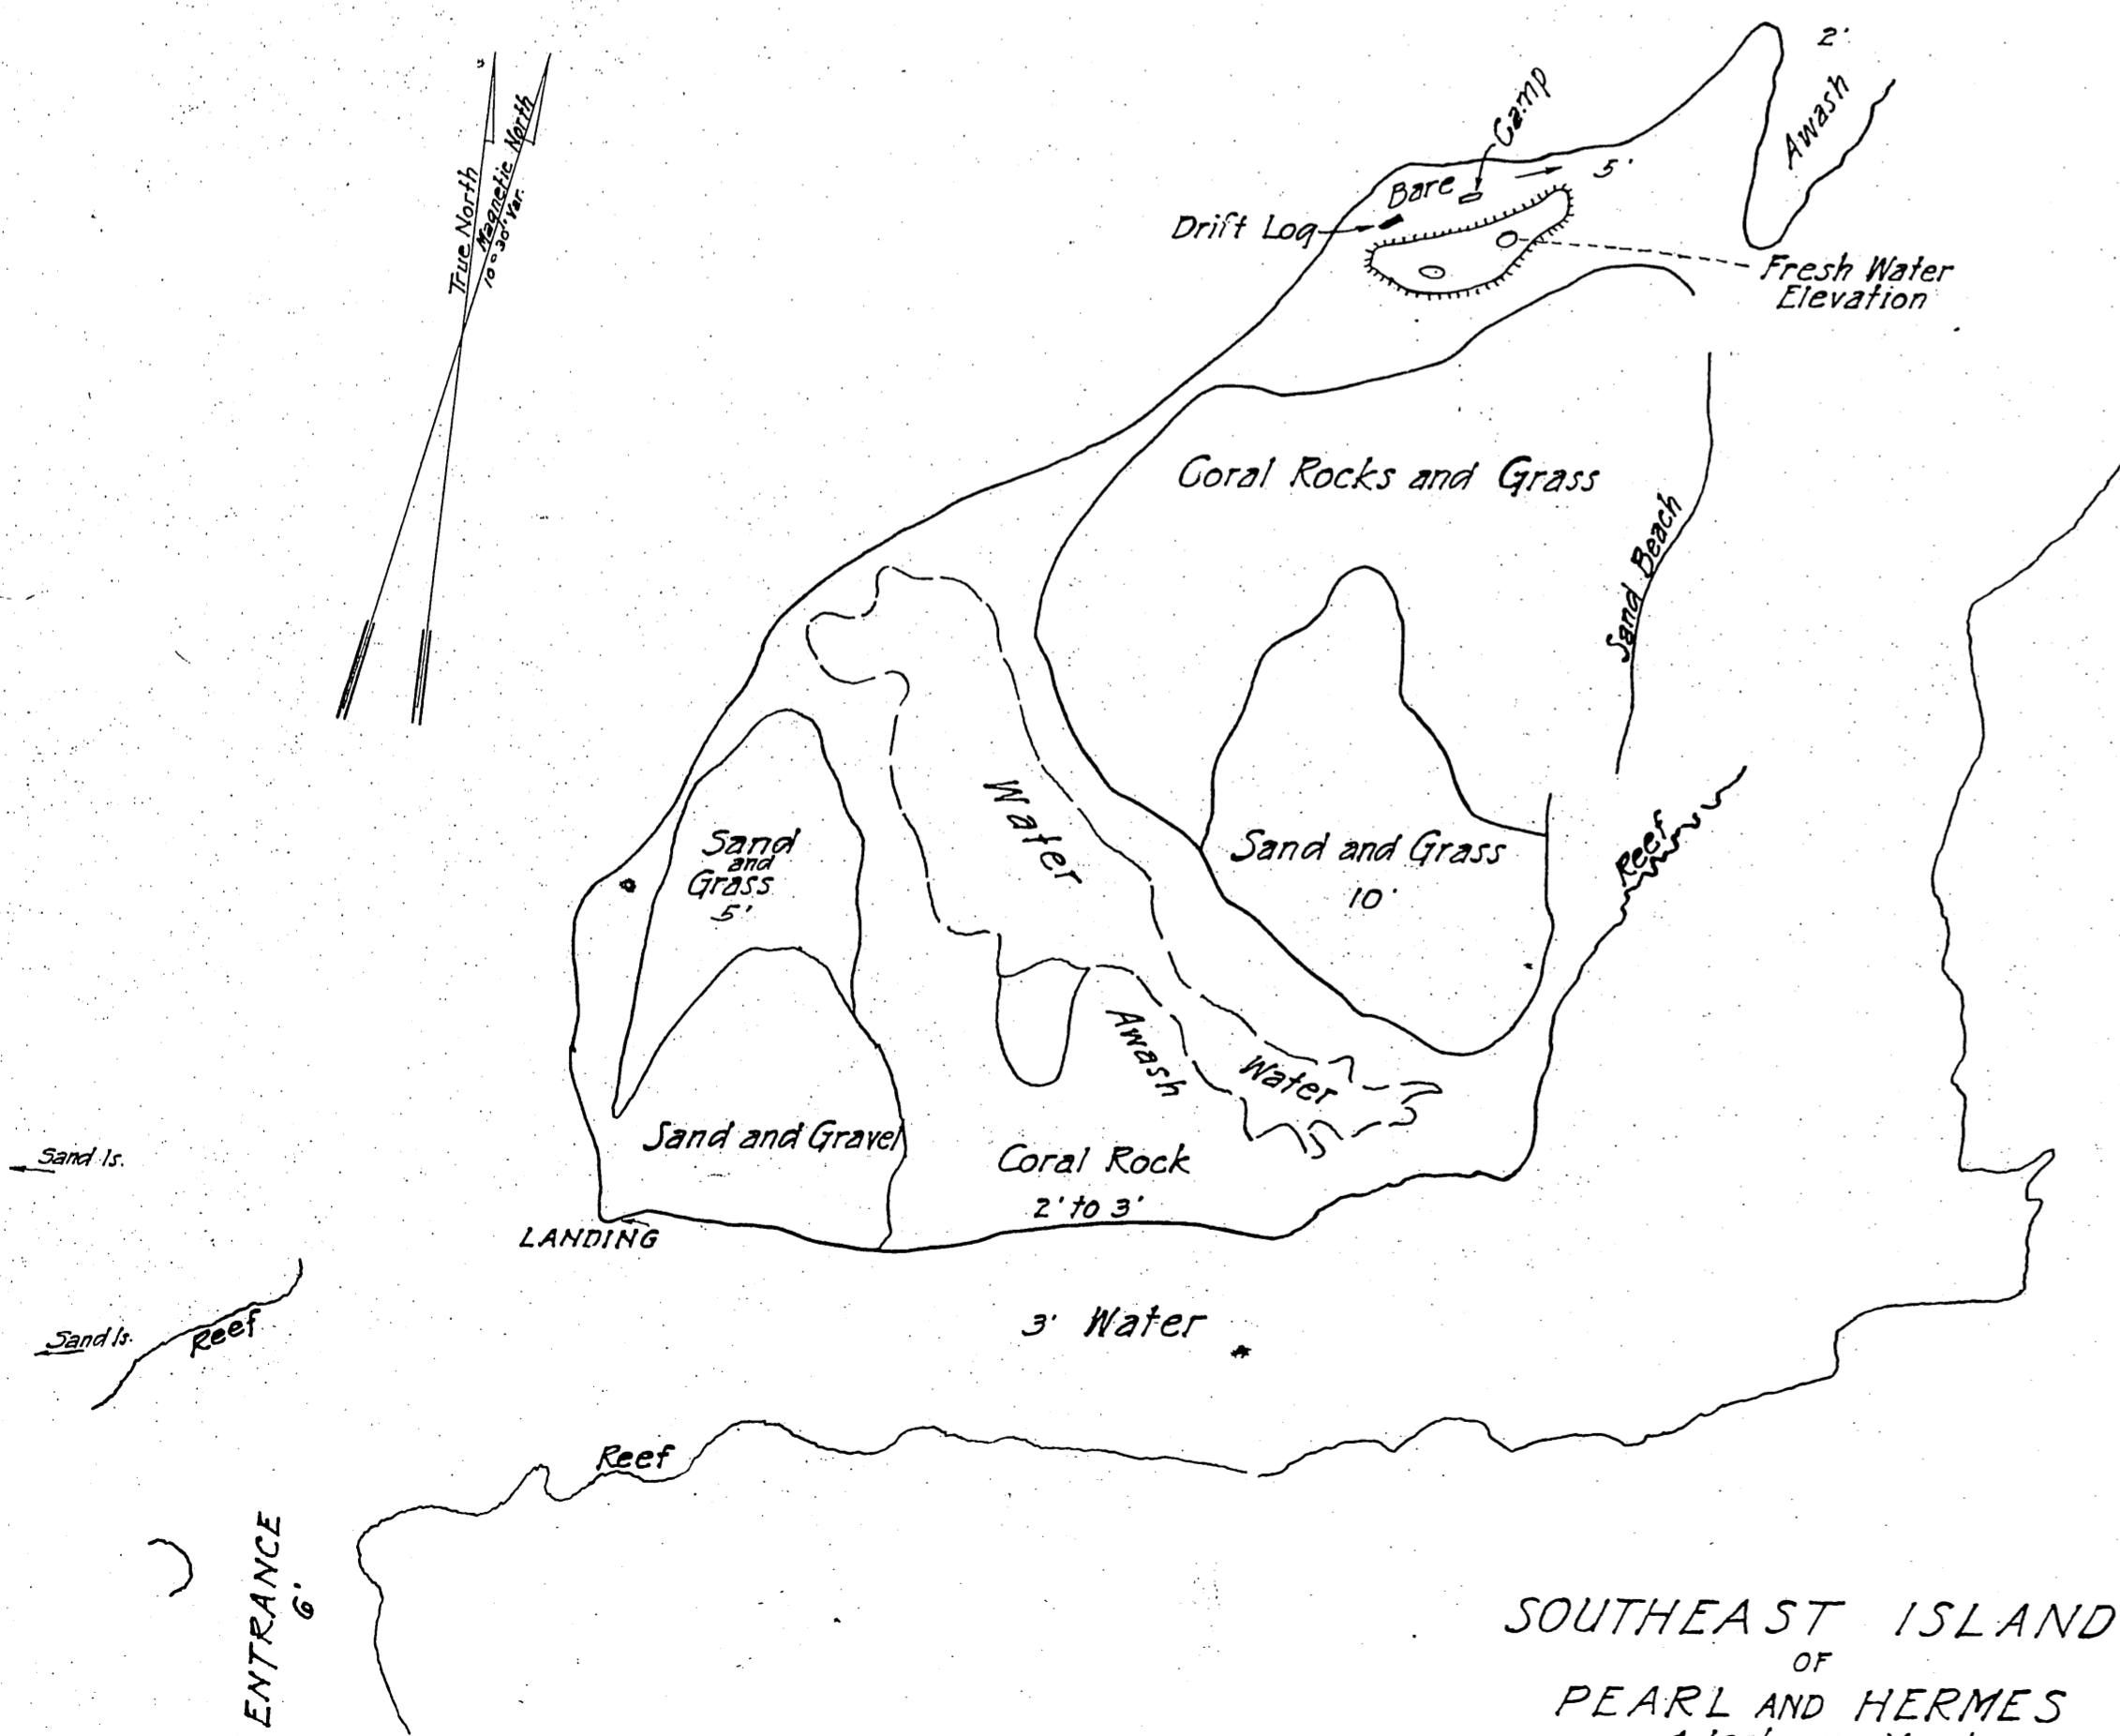 True North
Magnetic North
10° 30' Var.
2'
Awash
Camp
5'
Bare
Drift Log
Fresh Water
Elevation
Coral Rocks and Grass
Sand Beach
Water
Sand
and
Grass
5'
Sand and Grass
10'
Reef
Awash
Water
Sand and Gravel
Coral Rock
2' to 3'
Sand Is.
LANDING
3' Water
Sand Is.
Reef
Reef
ENTRANCE
6'
SOUTHEAST ISLAND
OF
PEARL AND HERMES